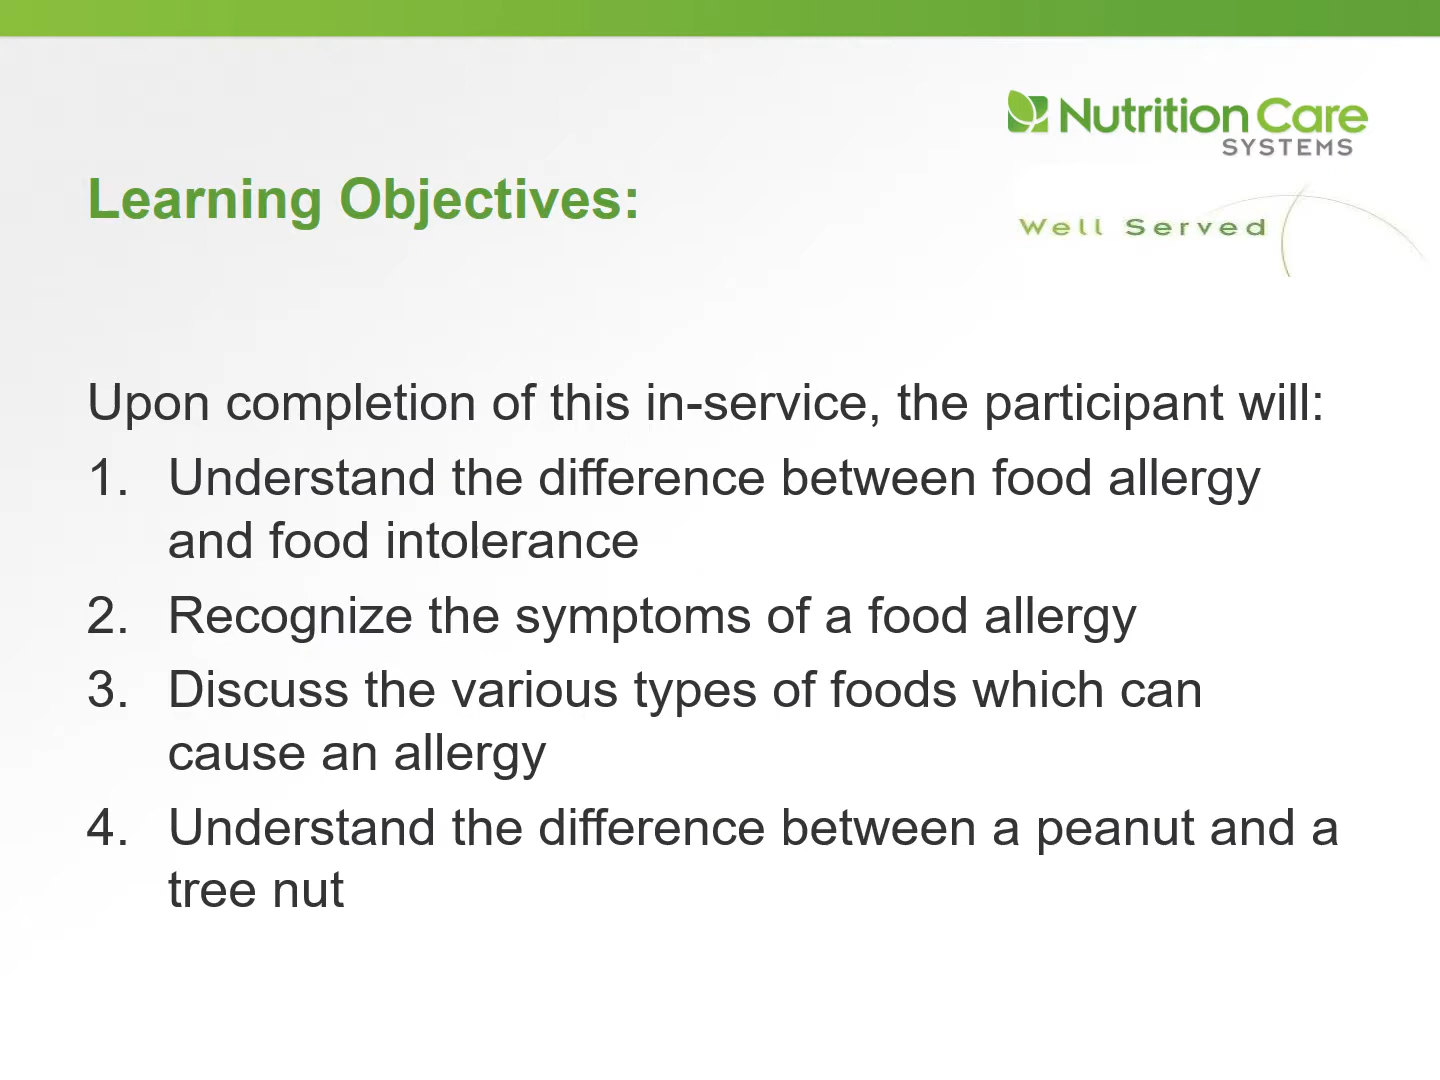 Nutrition Care
SYSTEMS
Learning Objectives:
Well Served
Upon completion of this in-service, the participant will:
1. Understand the difference between food allergy
and food intolerance
2. Recognize the symptoms of a food allergy
3. Discuss the various types of foods which can
cause an allergy
4. Understand the difference between a peanut and a
tree nut